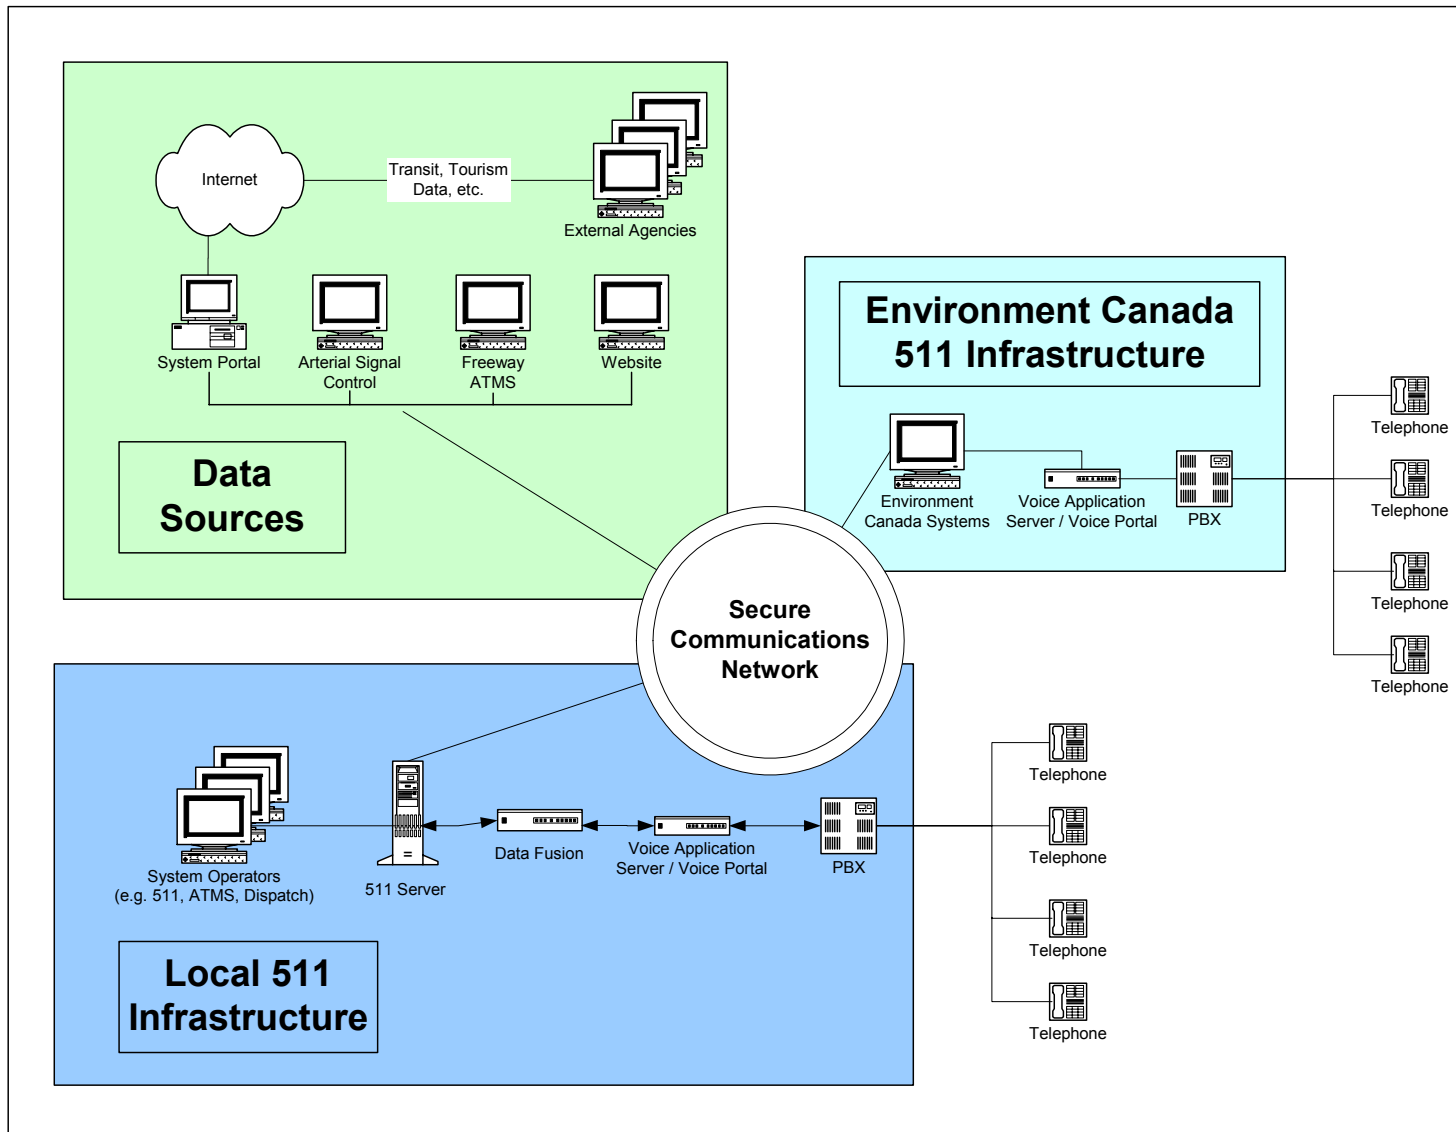 Internet
Transit, Tourism
Data, etc.
External Agencies
System Portal
Arterial Signal
Control
Freeway
ATMS
Website
Data
Sources
Environment Canada
511 Infrastructure
Environment
Canada Systems
Voice Application
Server / Voice Portal
PBX
Telephone
Telephone
Telephone
Telephone
Secure
Communications
Network
System Operators
(e.g. 511, ATMS, Dispatch)
511 Server
Data Fusion
Voice Application
Server / Voice Portal
PBX
Telephone
Telephone
Telephone
Telephone
Local 511
Infrastructure